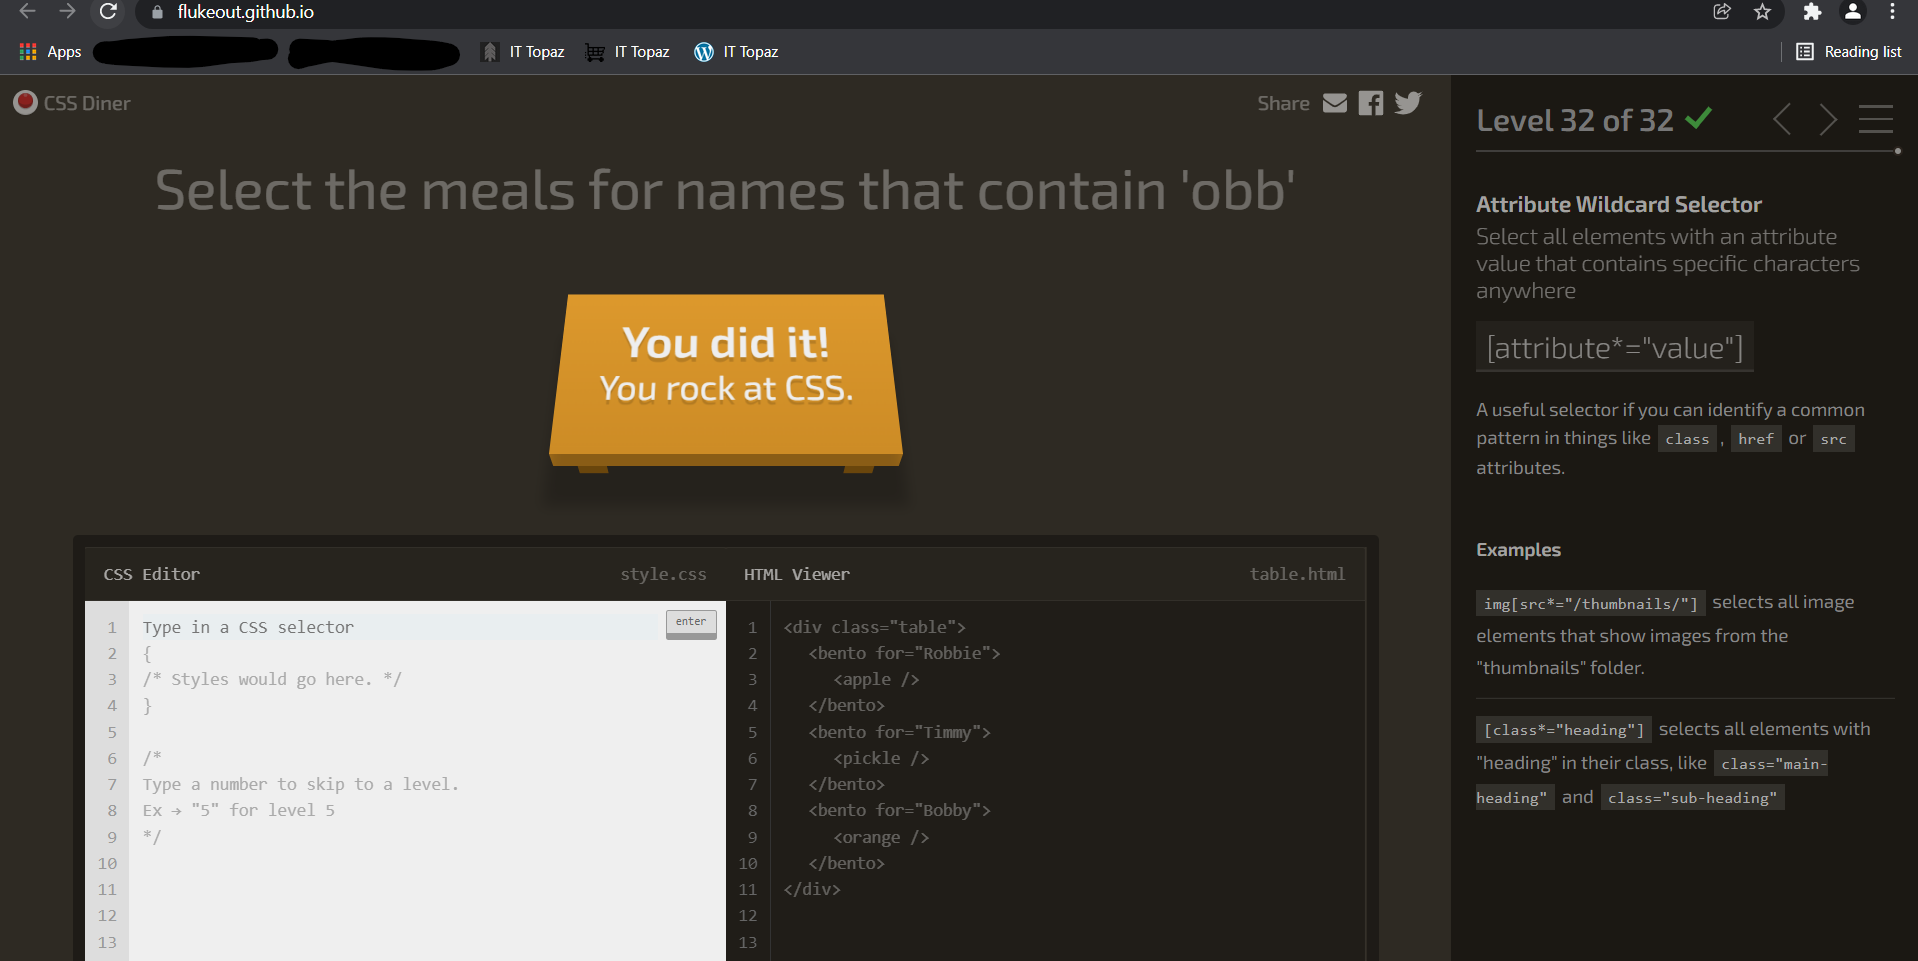 flukeout.github.io
Apps IT Topaz IT Topaz IT Topaz Reading list
CSS Diner
Share
Select the meals for names that contain 'obb'
You did it!
You rock at CSS.
CSS Editor style.css
enter
1 Type in a CSS selector
2 {
3 /* Styles would go here. */
4 }
5
6 /*
7 Type a number to skip to a level.
8 Ex → "5" for level 5
9 */
10
11
12
13
HTML Viewer table.html
1 <div class="table">
2 <bento for="Robbie">
3 <apple />
4 </bento>
5 <bento for="Timmy">
6 <pickle />
7 </bento>
8 <bento for="Bobby">
9 <orange />
10 </bento>
11 </div>
12
13
Level 32 of 32
Attribute Wildcard Selector
Select all elements with an attribute
value that contains specific characters
anywhere
[attribute*="value"]
A useful selector if you can identify a common
pattern in things like class , href or src
attributes.
Examples
img[src*="/thumbnails/"] selects all image
elements that show images from the
"thumbnails" folder.
[class*="heading"] selects all elements with
"heading" in their class, like class="main-
heading" and class="sub-heading"